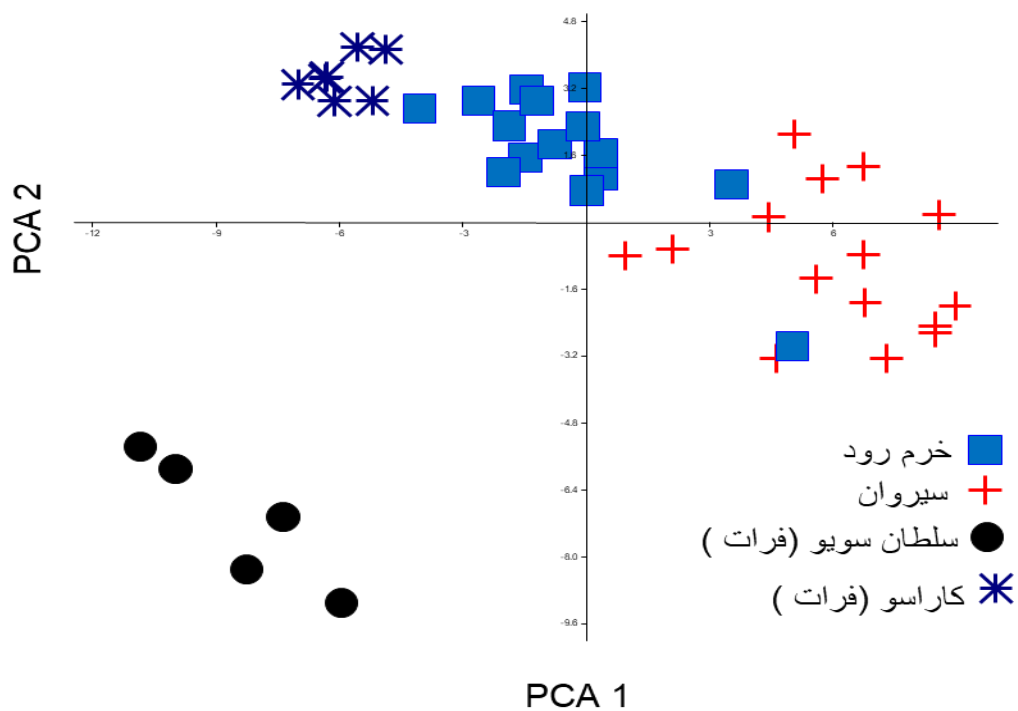 4.8
3.2
1.6
-12
-9
-6
-3
3
6
-1.6
-3.2
-4.8
-6.4
-8.0
-9.6
PCA 2
خرم رود
سیروان
سلطان سویو (فرات )
کاراسو (فرات )
PCA 1